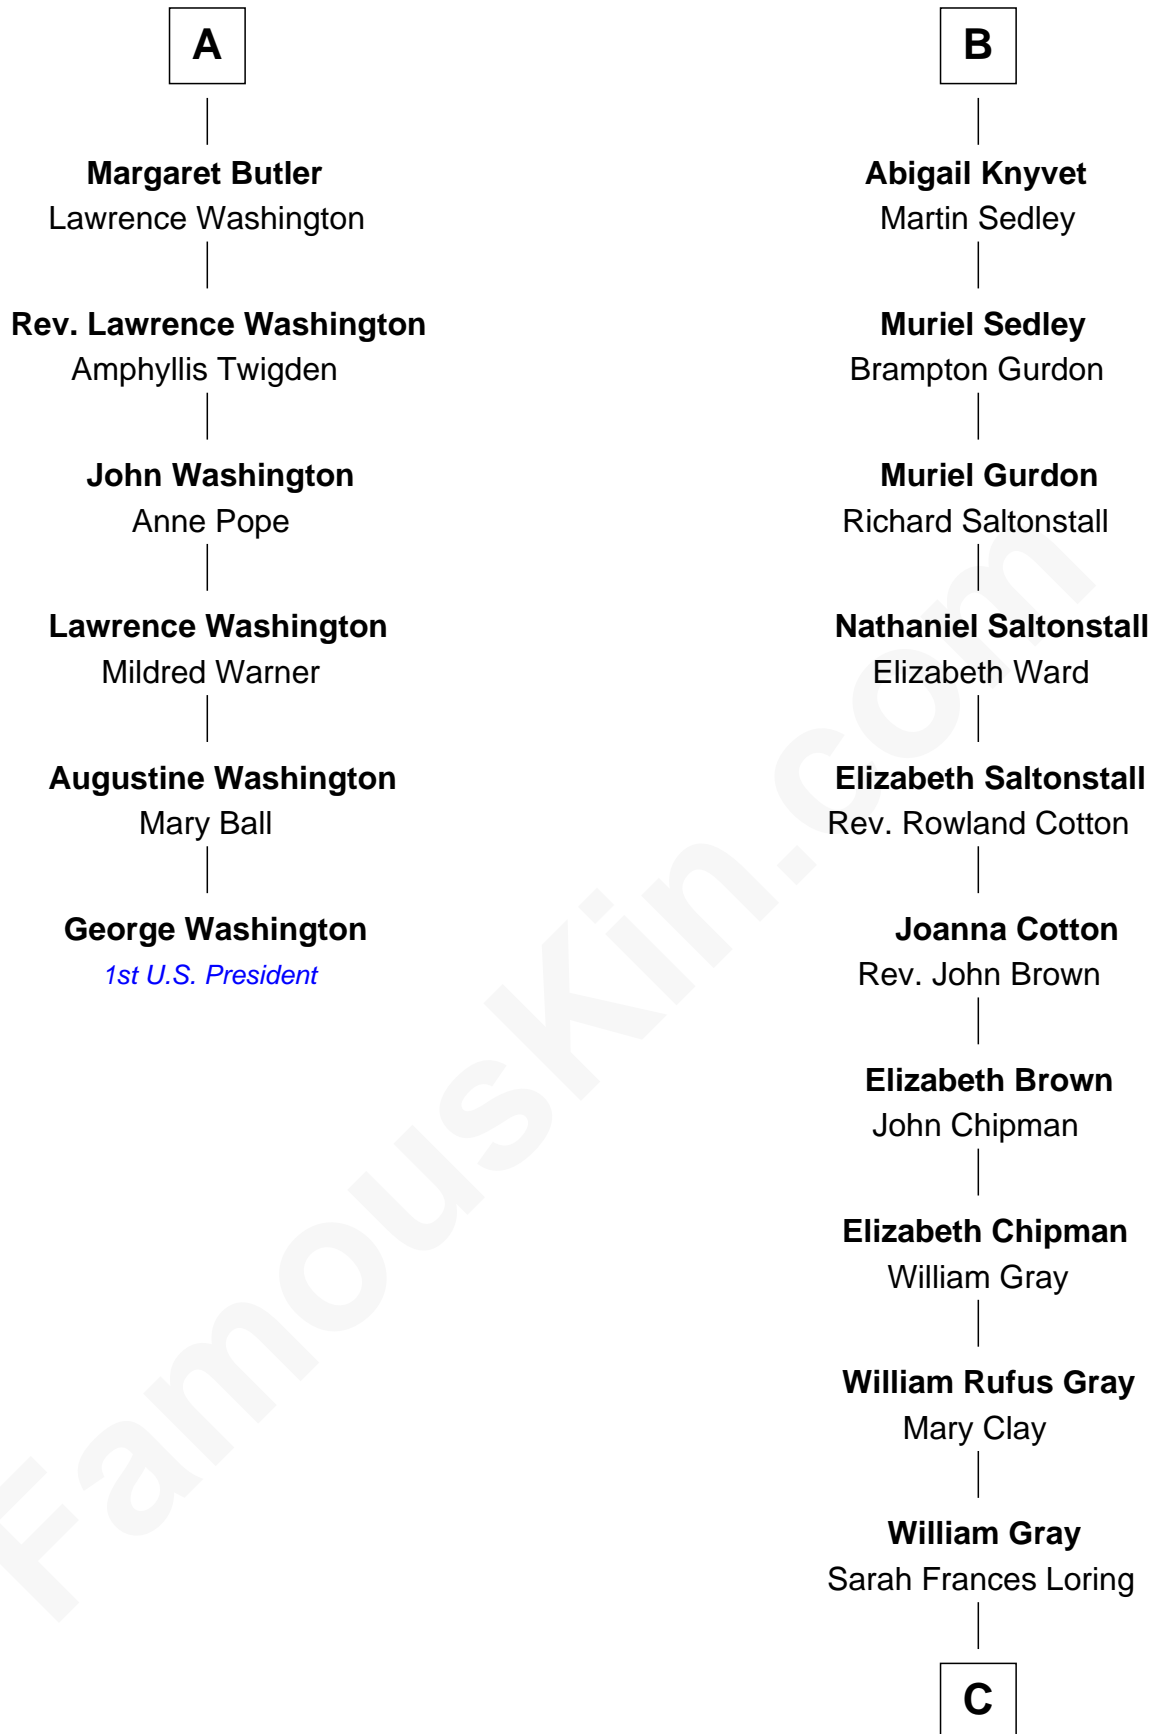 A
Margaret Butler
Lawrence Washington
Rev. Lawrence Washington
Amphyllis Twigden
John Washington
Anne Pope
Lawrence Washington
Mildred Warner
Augustine Washington
Mary Ball
George Washington
1st U.S. President
B
Abigail Knyvet
Martin Sedley
Muriel Sedley
Brampton Gurdon
Muriel Gurdon
Richard Saltonstall
Nathaniel Saltonstall
Elizabeth Ward
Elizabeth Saltonstall
Rev. Rowland Cotton
Joanna Cotton
Rev. John Brown
Elizabeth Brown
John Chipman
Elizabeth Chipman
William Gray
William Rufus Gray
Mary Clay
William Gray
Sarah Frances Loring
C
FamousKin.com